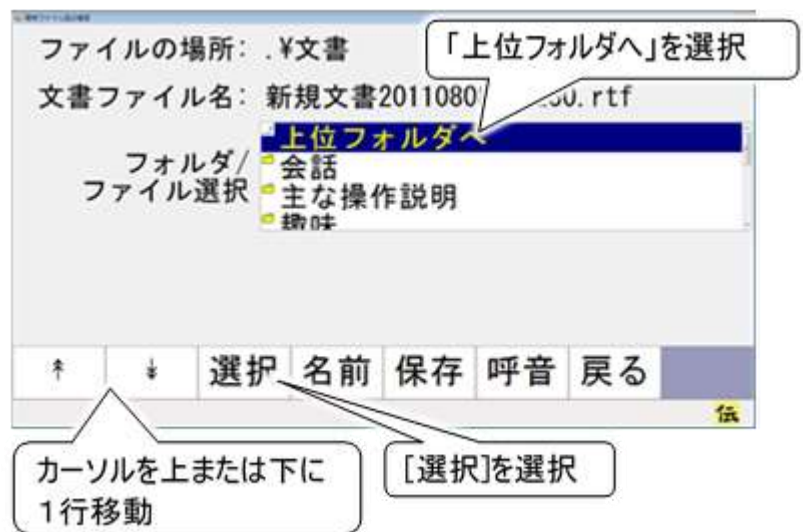 ファイルの場所: .¥文書
「上位フォルダへ」を選択
文書ファイル名: 新規文書2011080 0.rtf
上位フォルダへ
フォルダ/
ファイル選択
会話
主な操作説明
趣味
↑ ↓ 選択 名前 保存 呼音 戻る
伝
カーソルを上または下に
1行移動
[選択]を選択